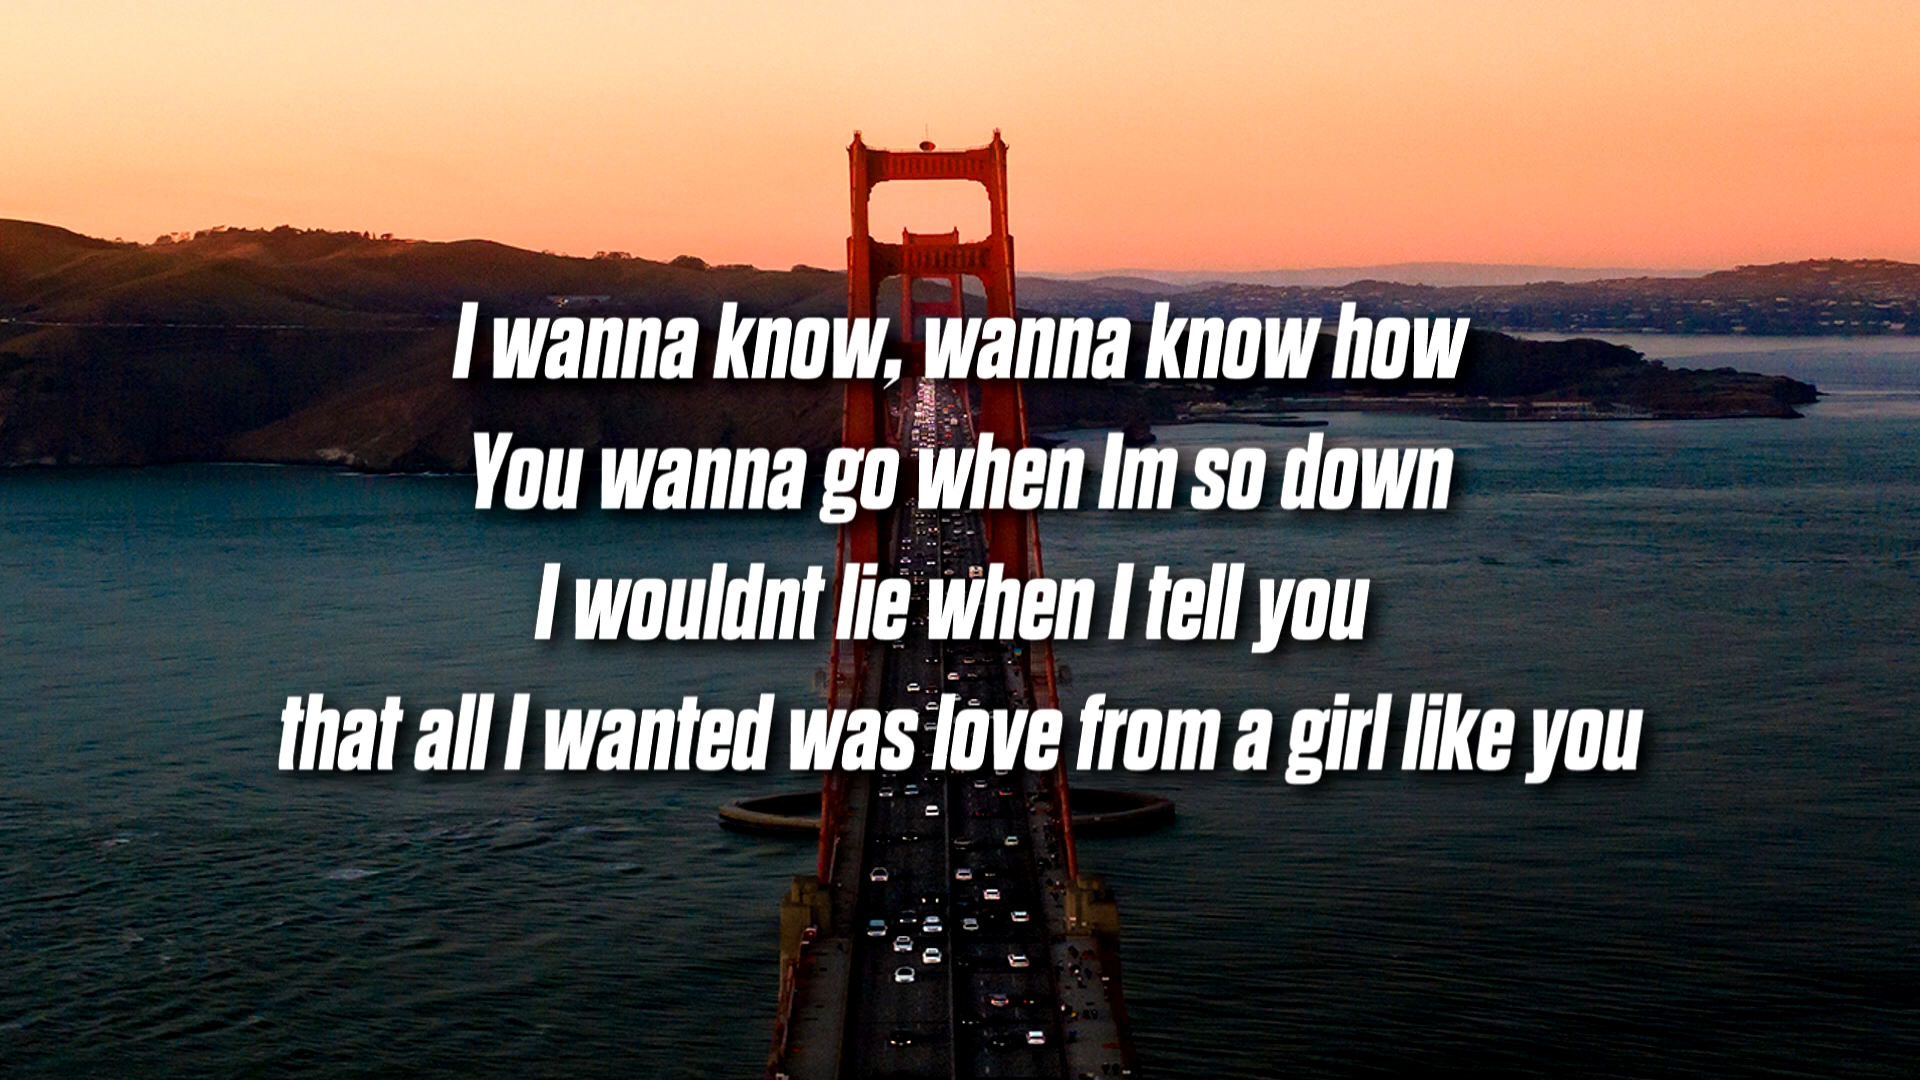 I wanna know, wanna know how
You wanna go when Im so down
I wouldnt lie when I tell you
that all I wanted was love from a girl like you